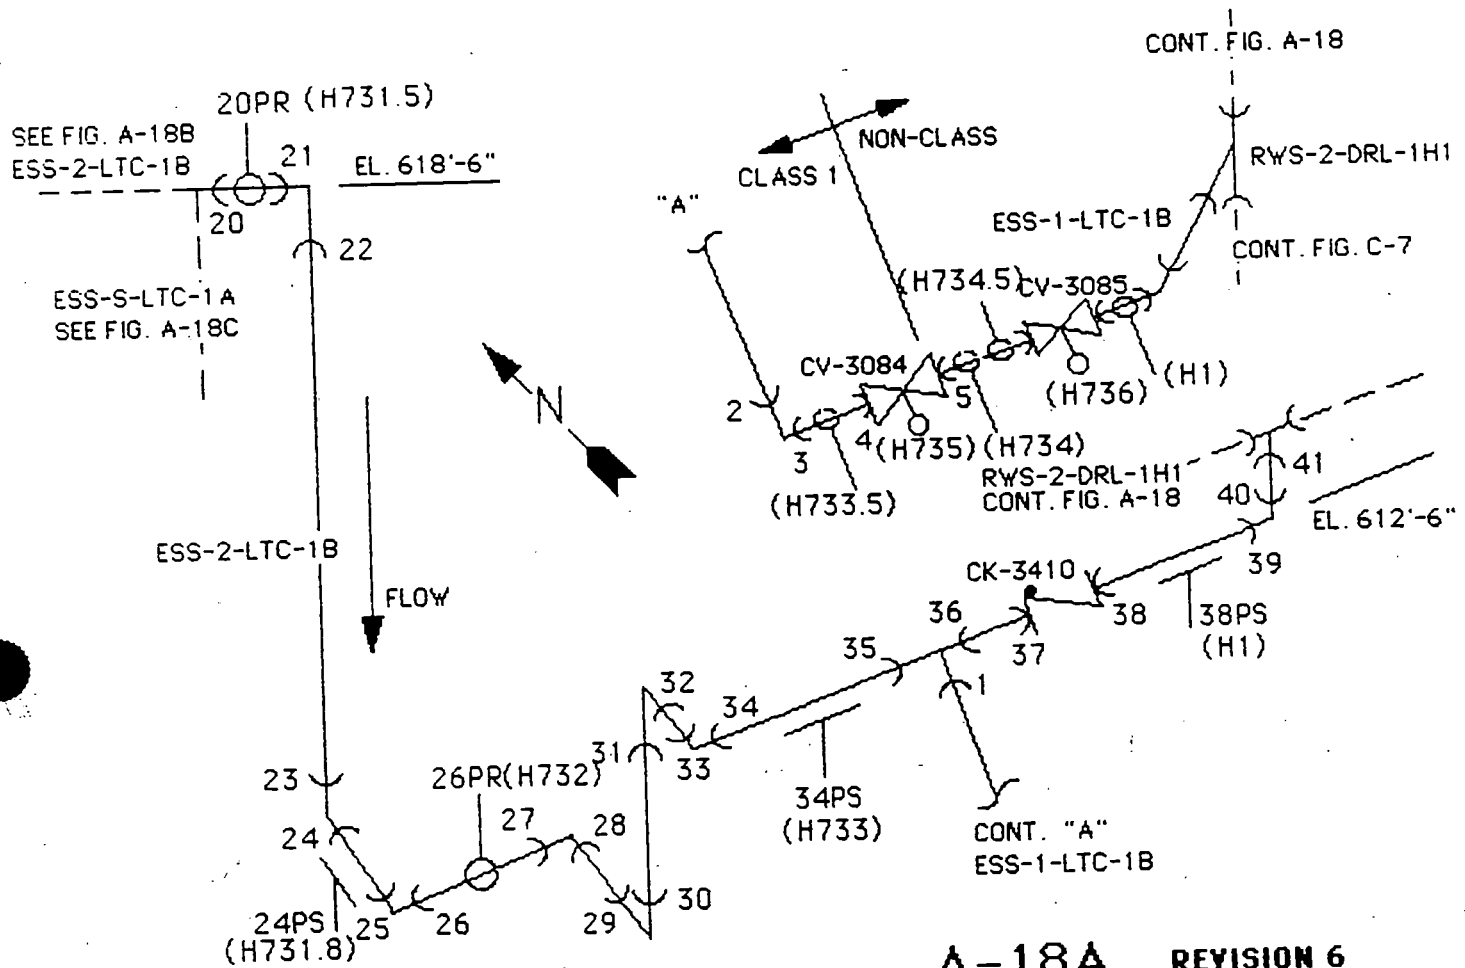 CONT. FIG. A-18
20PR (H731.5)
SEE FIG. A-18B
ESS-2-LTC-1B
21
EL. 618'-6"
20
22
NON-CLASS
CLASS 1
RWS-2-DRL-1H1
"A"
ESS-1-LTC-1B
CONT. FIG. C-7
ESS-S-LTC-1A
SEE FIG. A-18C
(H734.5)
CV-3085
N
CV-3084
2
3
4
5
(H736)
(H1)
(H735)
(H734)
(H733.5)
RWS-2-DRL-1H1
CONT. FIG. A-18
41
40
EL. 612'-6"
ESS-2-LTC-1B
FLOW
CK-3410
39
38
38PS
(H1)
36
37
35
1
32
34
31
33
23
26PR(H732)
34PS
(H733)
24
27
28
CONT. "A"
ESS-1-LTC-1B
30
29
26
25
24PS
(H731.8)
A-18A
REVISION 6